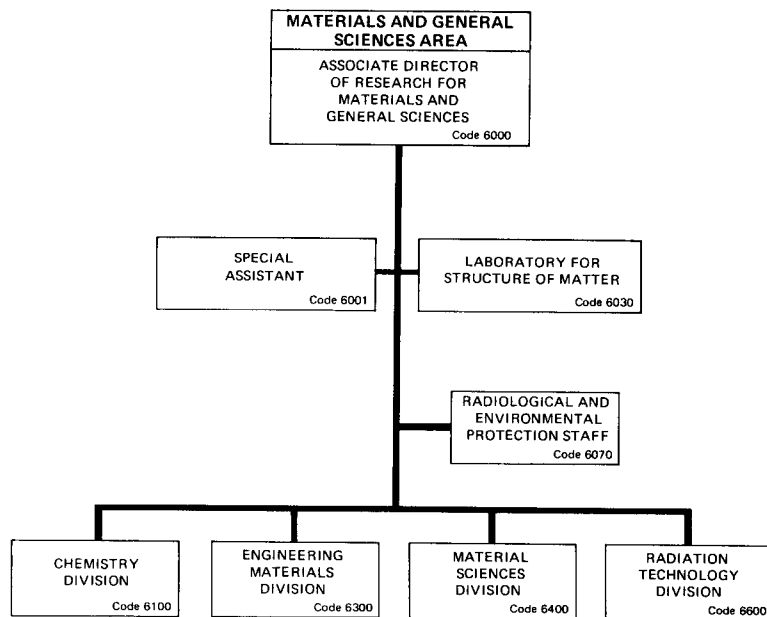 MATERIALS AND GENERAL
SCIENCES AREA
ASSOCIATE DIRECTOR
OF RESEARCH FOR
MATERIALS AND
GENERAL SCIENCES
Code 6000
SPECIAL
ASSISTANT
Code 6001
LABORATORY FOR
STRUCTURE OF MATTER
Code 6030
RADIOLOGICAL AND
ENVIRONMENTAL
PROTECTION STAFF
Code 6070
CHEMISTRY
DIVISION
Code 6100
ENGINEERING
MATERIALS
DIVISION
Code 6300
MATERIAL
SCIENCES
DIVISION
Code 6400
RADIATION
TECHNOLOGY
DIVISION
Code 6600